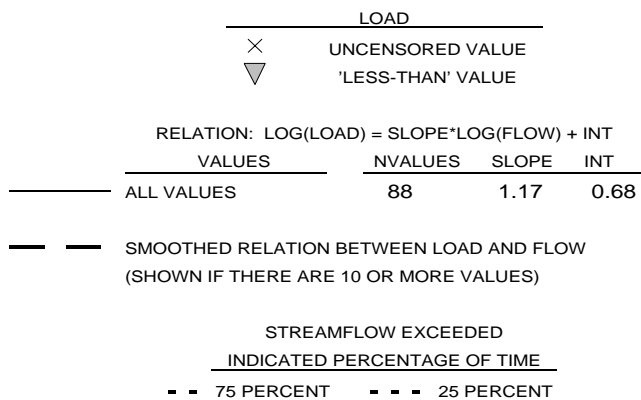 LOAD
UNCENSORED VALUE
'LESS-THAN' VALUE
RELATION: LOG(LOAD) = SLOPE*LOG(FLOW) + INT
VALUES NVALUES SLOPE INT
ALL VALUES 88 1.17 0.68
SMOOTHED RELATION BETWEEN LOAD AND FLOW
(SHOWN IF THERE ARE 10 OR MORE VALUES)
STREAMFLOW EXCEEDED
INDICATED PERCENTAGE OF TIME
75 PERCENT 25 PERCENT